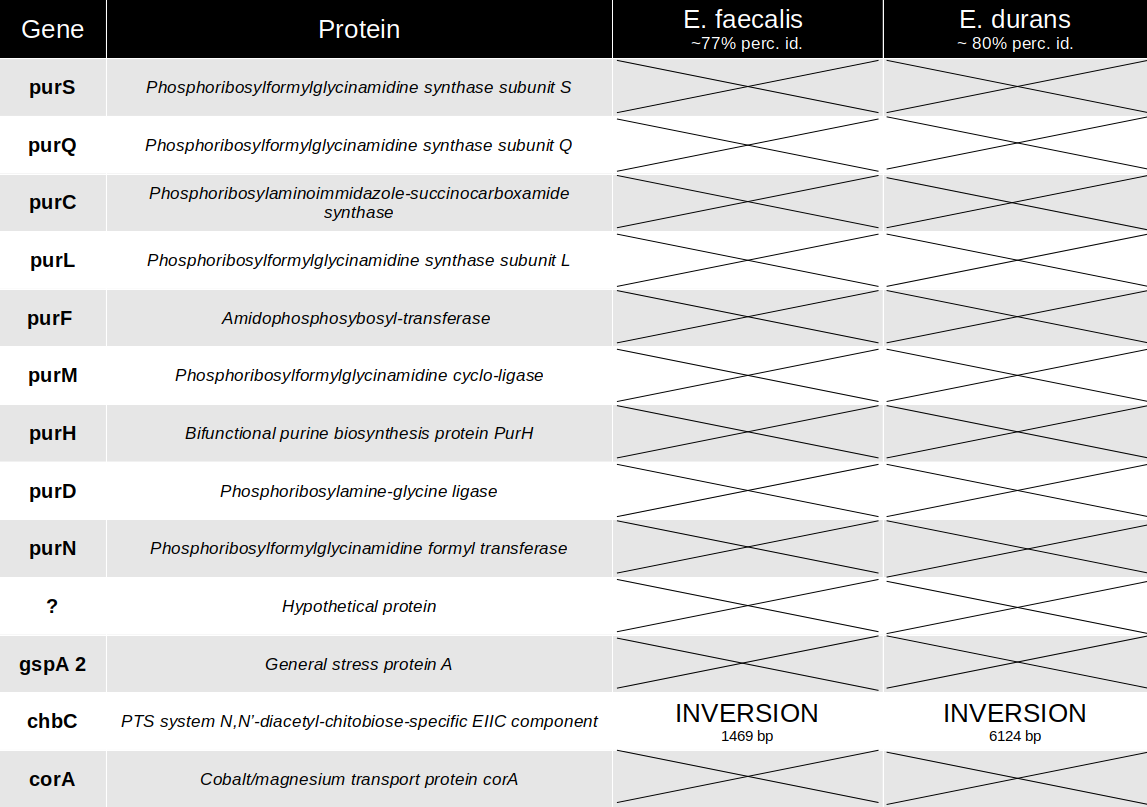 Gene Protein E. faecalis E. durans
~77% perc. id. ~ 80% perc. id.
purS Phosphoribosylformylglycinamidine synthase subunit S
purQ Phosphoribosylformylglycinamidine synthase subunit Q
purC Phosphoribosylaminoimmidazole-succinocarboxamide
synthase
purL Phosphoribosylformylglycinamidine synthase subunit L
purF Amidophosphosybosyl-transferase
purM Phosphoribosylformylglycinamidine cyclo-ligase
purH Bifunctional purine biosynthesis protein PurH
purD Phosphoribosylamine-glycine ligase
purN Phosphoribosylformylglycinamidine formyl transferase
? Hypothetical protein
gspA 2 General stress protein A
chbC PTS system N,N’-diacetyl-chitobiose-specific EIIC component INVERSION INVERSION
1469 bp 6124 bp
corA Cobalt/magnesium transport protein corA